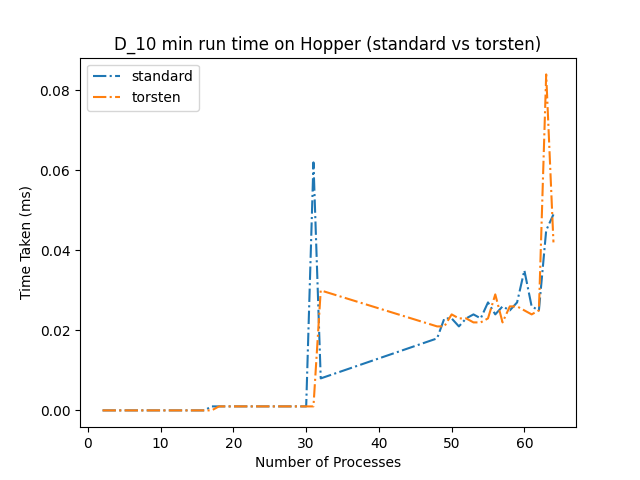 D_10 min run time on Hopper (standard vs torsten)
standard
torsten
0.08
0.06
0.04
0.02
0.00
Time Taken (ms)
0 10 20 30 40 50 60
Number of Processes